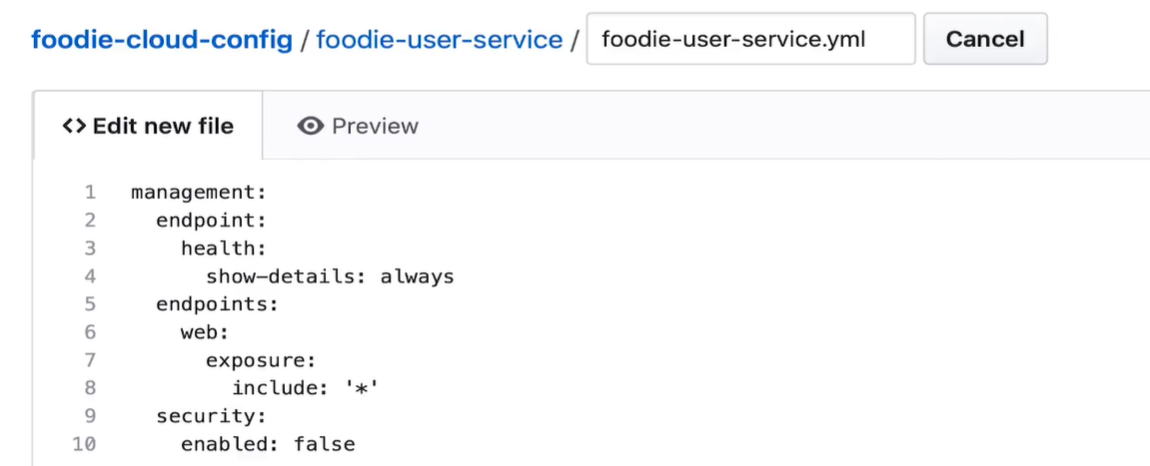 foodie-cloud-config / foodie-user-service / foodie-user-service.yml Cancel
<> Edit new file Preview
1 management:
2   endpoint:
3     health:
4       show-details: always
5   endpoints:
6     web:
7       exposure:
8         include: '*'
9   security:
10     enabled: false